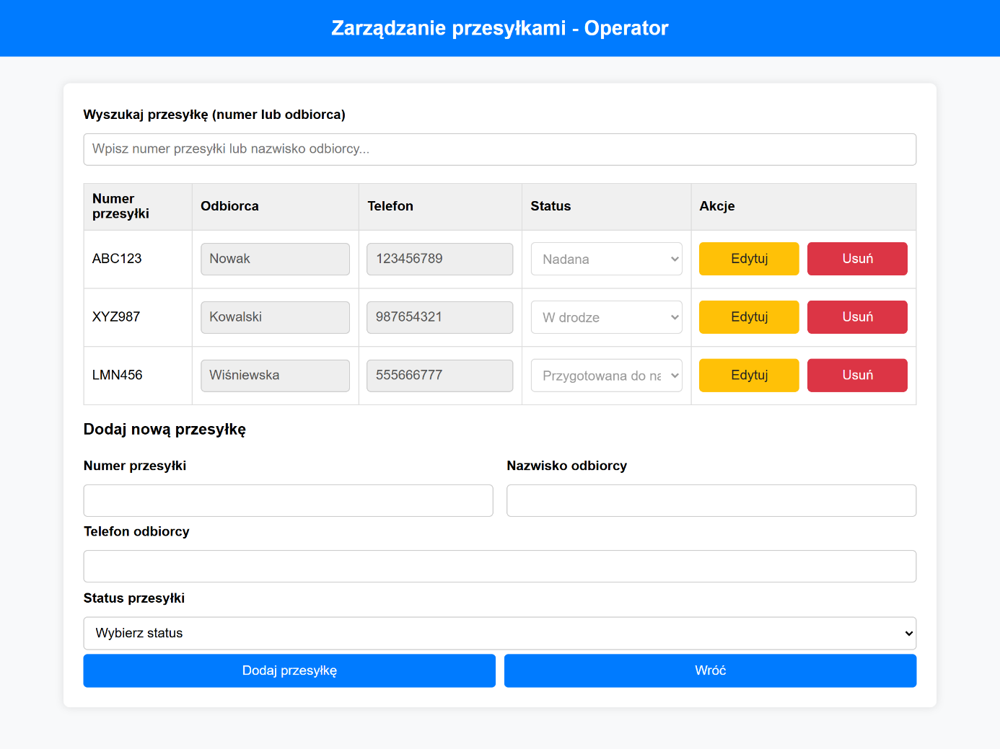 Zarządzanie przesyłkami - Operator
Wyszukaj przesyłkę (numer lub odbiorca)
Wpisz numer przesyłki lub nazwisko odbiorcy...
Numer przesyłki Odbiorca Telefon Status Akcje
ABC123 Nowak 123456789 Nadana Edytuj Usuń
XYZ987 Kowalski 987654321 W drodze Edytuj Usuń
LMN456 Wiśniewska 555666777 Przygotowana do na Edytuj Usuń
Dodaj nową przesyłkę
Numer przesyłki Nazwisko odbiorcy
Telefon odbiorcy
Status przesyłki
Wybierz status
Dodaj przesyłkę Wróć